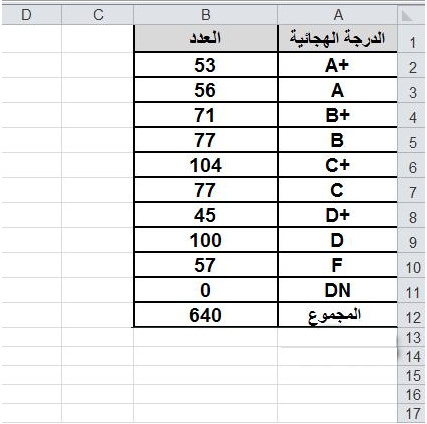 D C B A
1 الدرجة الهجائية العدد
2 A+ 53
3 A 56
4 B+ 71
5 B 77
6 C+ 104
7 C 77
8 D+ 45
9 D 100
10 F 57
11 DN 0
12 المجموع 640
13
14
15
16
17